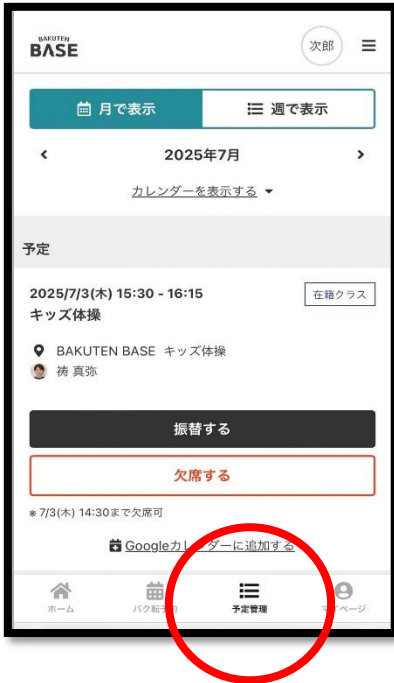 BAKUTEN
BASE
次郎
月で表示
週で表示
2025年7月
カレンダーを表示する
予定
2025/7/3(木) 15:30 - 16:15
在籍クラス
キッズ体操
BAKUTEN BASE キッズ体操
祷 真弥
振替する
欠席する
※ 7/3(木) 14:30まで欠席可
Googleカレンダーに追加する
ホーム
予定管理
マイページ